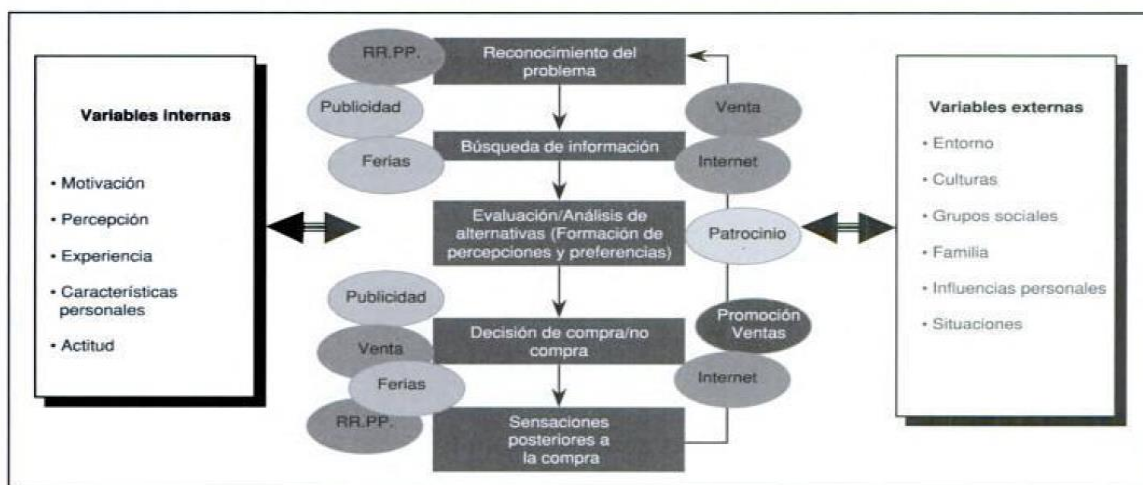 Variables internas
• Motivación
• Percepción
• Experiencia
• Características
personales
• Actitud
RR.PP.
Publicidad
Ferias
Reconocimiento del
problema
Búsqueda de información
Evaluación/Análisis de
alternativas (Formación de
percepciones y preferencias)
Decisión de compra/no
compra
Sensaciones
posteriores a
la compra
Publicidad
Venta
Ferias
RR.PP.
Venta
Internet
Patrocinio
Promoción
Ventas
Internet
Variables externas
• Entorno
• Culturas
• Grupos sociales
• Familia
• Influencias personales
• Situaciones